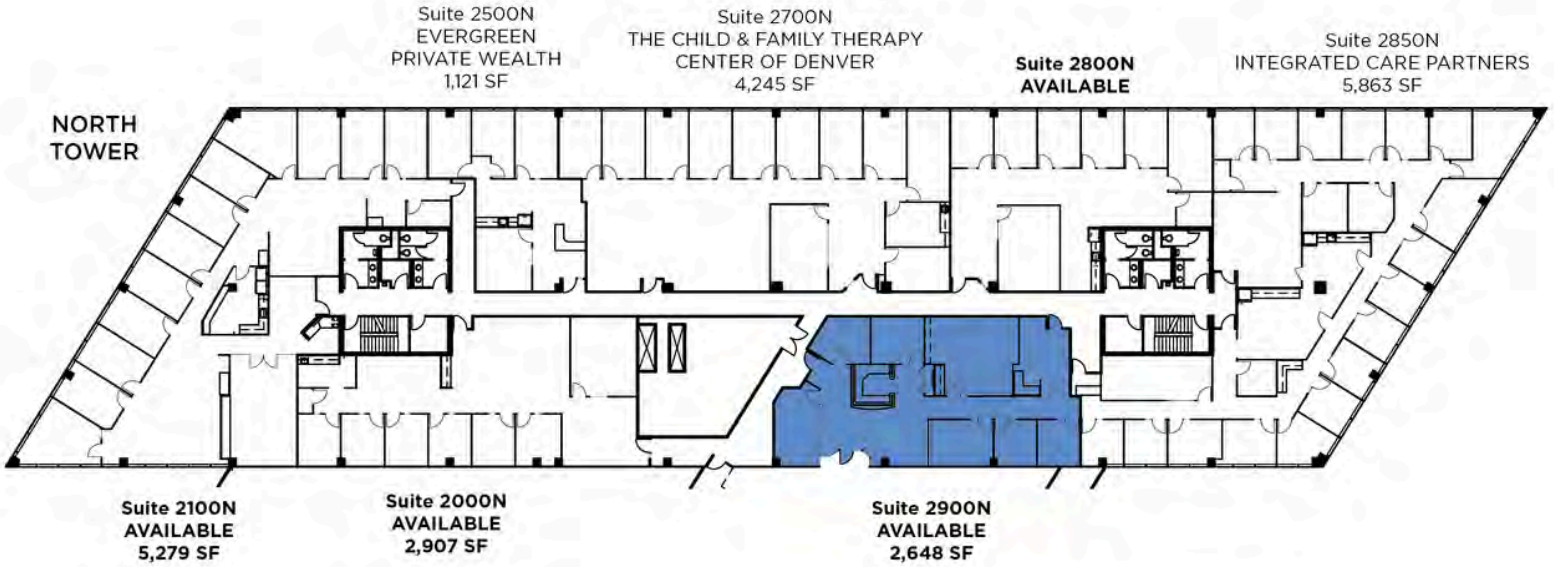 Suite 2500N
EVERGREEN
PRIVATE WEALTH
1,121 SF
Suite 2700N
THE CHILD & FAMILY THERAPY
CENTER OF DENVER
4,245 SF
Suite 2800N
AVAILABLE
Suite 2850N
INTEGRATED CARE PARTNERS
5,863 SF
NORTH
TOWER
Suite 2100N
AVAILABLE
5,279 SF
Suite 2000N
AVAILABLE
2,907 SF
Suite 2900N
AVAILABLE
2,648 SF